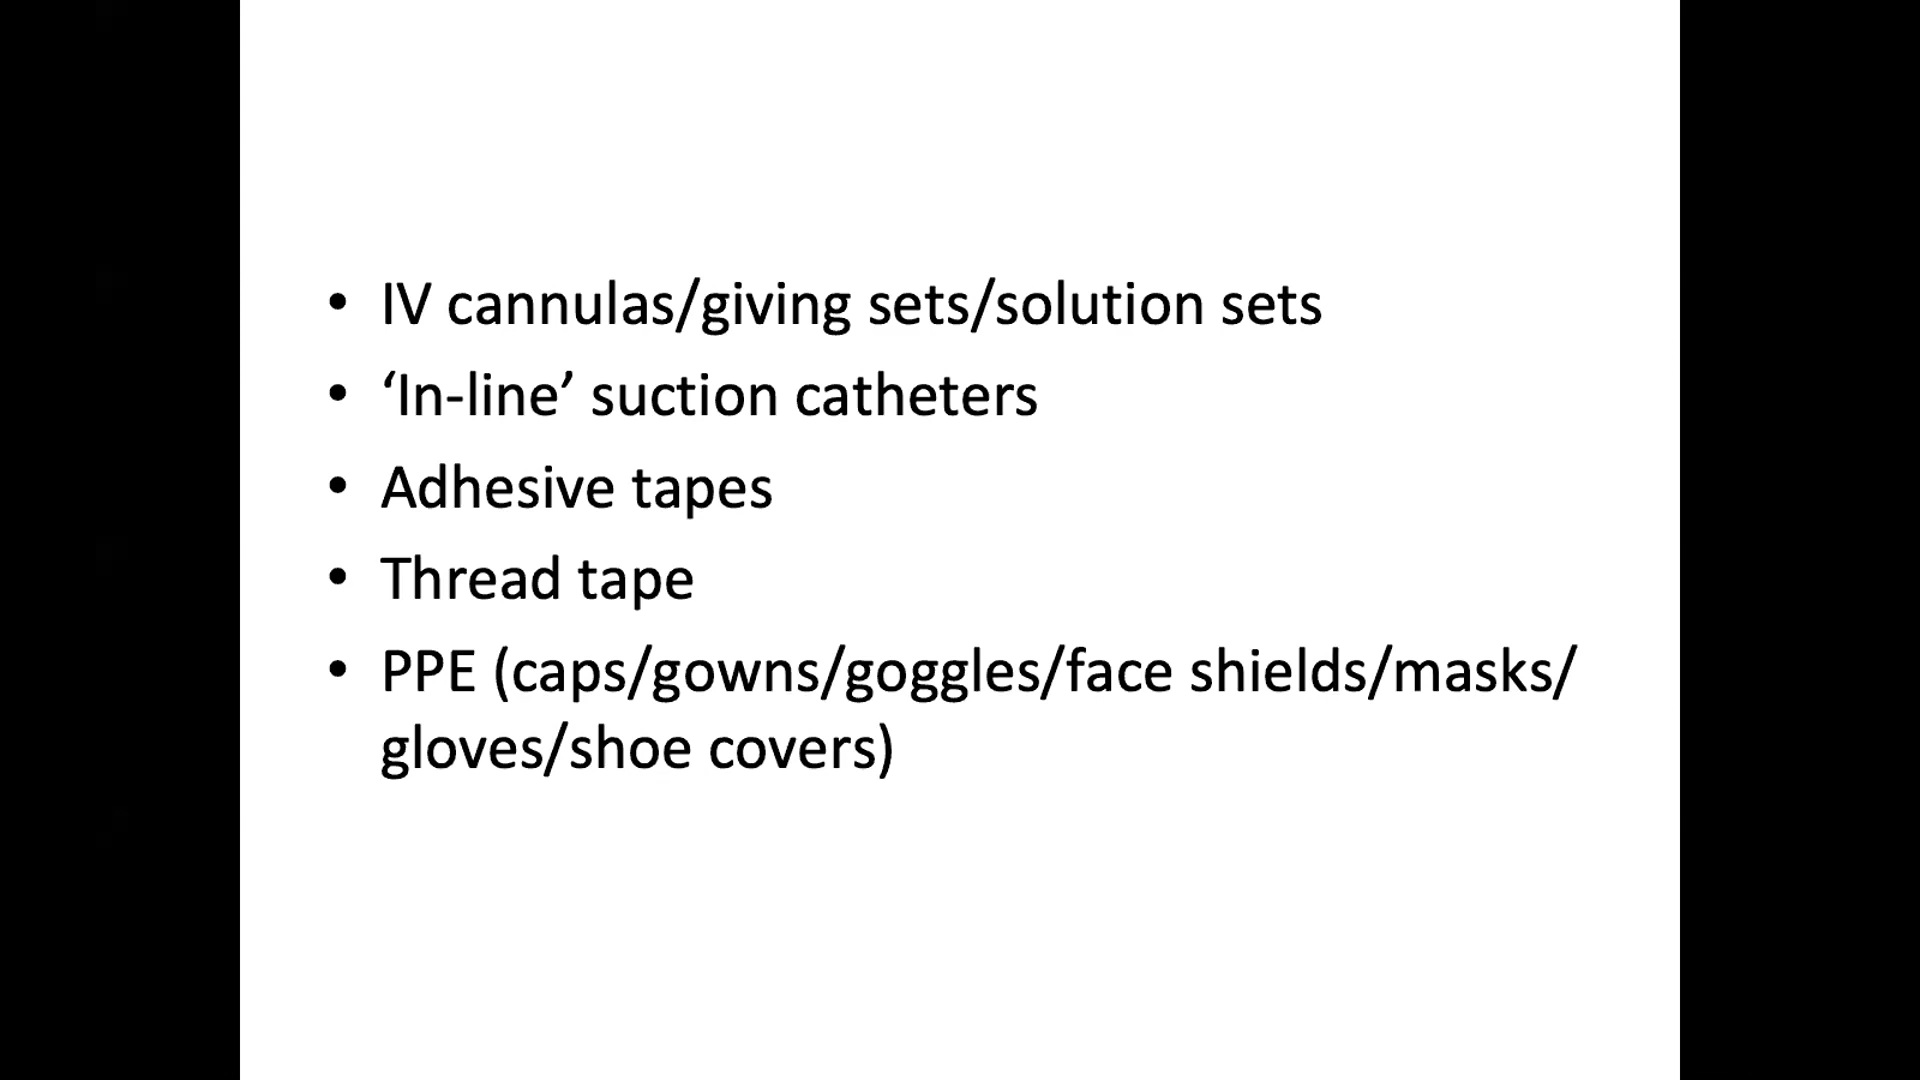 • IV cannulas/giving sets/solution sets
• ‘In-line’ suction catheters
• Adhesive tapes
• Thread tape
• PPE (caps/gowns/goggles/face shields/masks/
gloves/shoe covers)